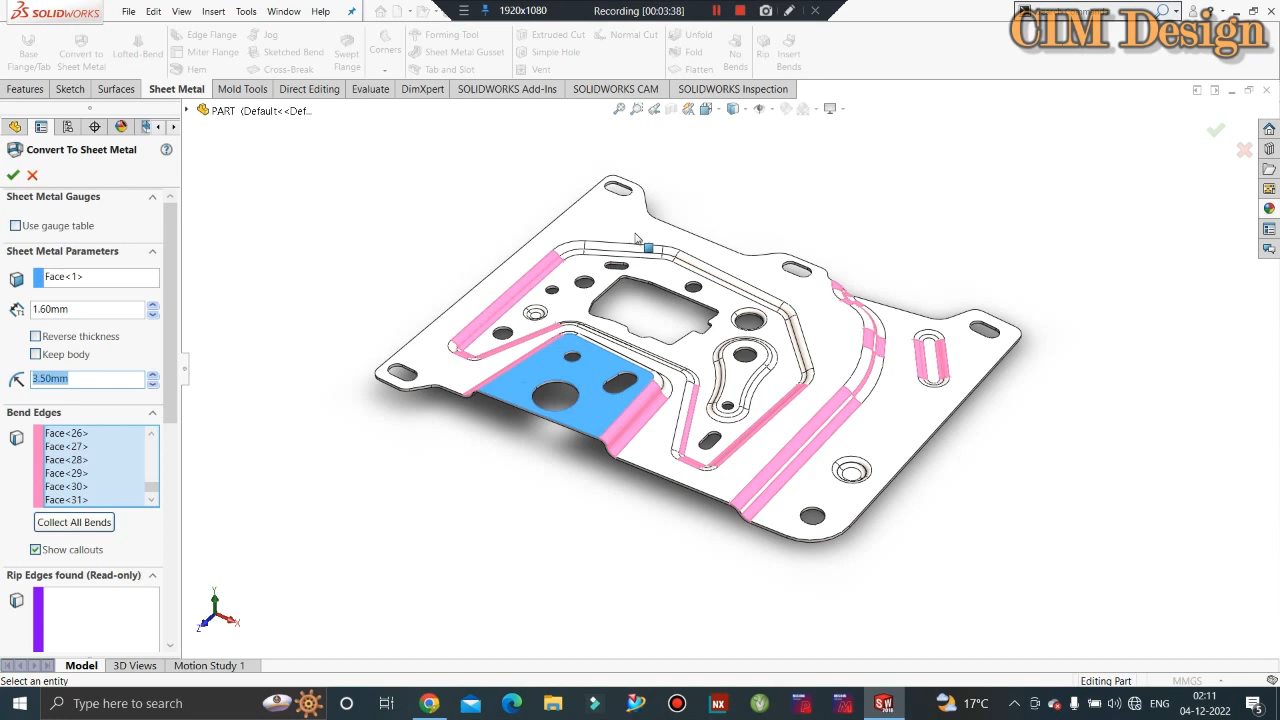 SOLIDWORKS File Edit View Insert Tools Window Help 1920x1080 Recording [00:03:38]
CIM Design
Base Flange/Tab Convert to Sheet Metal Lofted-Bend Edge Flange Miter Flange Hem Jog Sketched Bend Cross-Break Swept Flange Corners Forming Tool Sheet Metal Gusset Tab and Slot Extruded Cut Simple Hole Vent Normal Cut Unfold Fold Flatten No Bends Rip Insert Bends
Features Sketch Surfaces Sheet Metal Mold Tools Direct Editing Evaluate DimXpert SOLIDWORKS Add-Ins SOLIDWORKS CAM SOLIDWORKS Inspection
PART (Default<<Def...
Convert To Sheet Metal
Sheet Metal Gauges
Use gauge table
Sheet Metal Parameters
Face<1>
1.60mm
Reverse thickness
Keep body
3.50mm
Bend Edges
Face<26>
Face<27>
Face<28>
Face<29>
Face<30>
Face<31>
Collect All Bends
Show callouts
Rip Edges found (Read-only)
Y
Z X
Model 3D Views Motion Study 1
Select an entity Editing Part MMGS
Type here to search 17°C ENG 02:11
04-12-2022